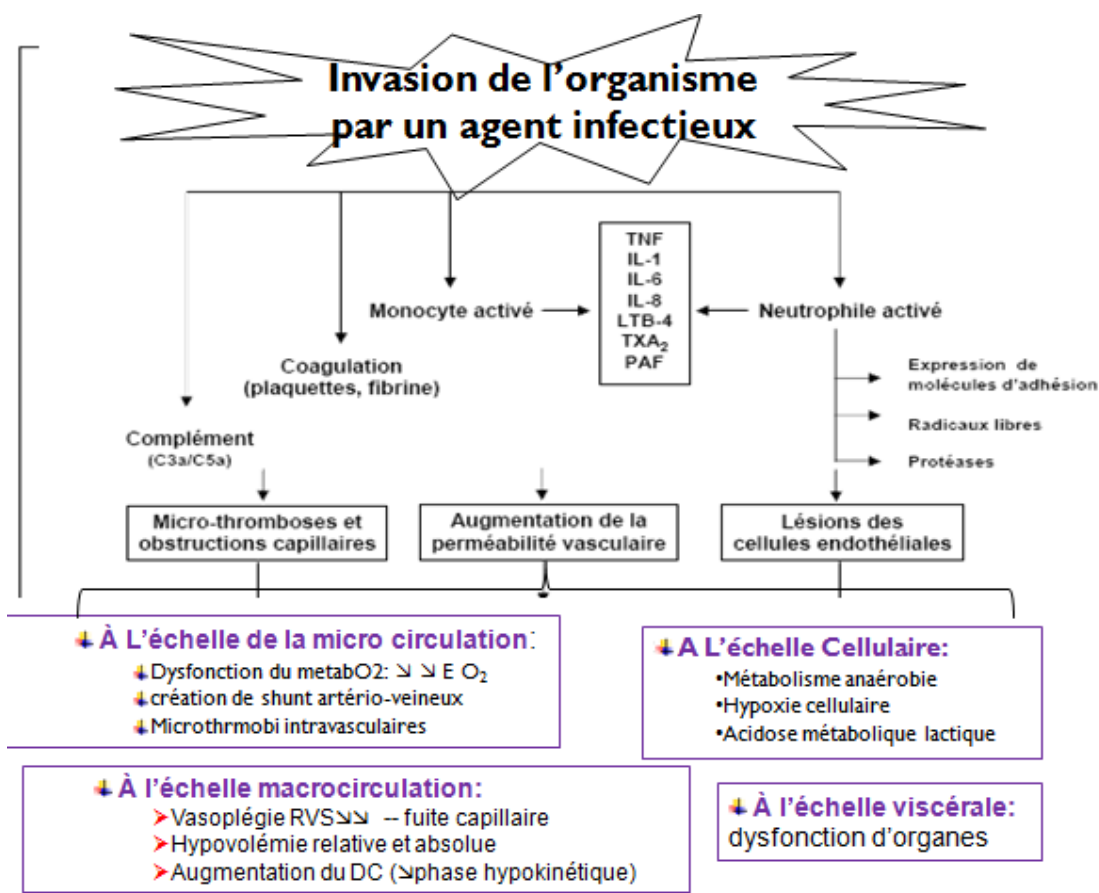 Invasion de l'organisme
par un agent infectieux
TNF
IL-1
IL-6
IL-8
LTB-4
TXA₂
PAF
Monocyte activé
Neutrophile activé
Coagulation
(plaquettes, fibrine)
Expression de
molécules d'adhésion
Radicaux libres
Protéases
Complément
(C3a/C5a)
Micro-thromboses et
obstructions capillaires
Augmentation de la
perméabilité vasculaire
Lésions des
cellules endothéliales
À L'échelle de la micro circulation:
Dysfonction du metabO2: ↘ ↘ E O₂
création de shunt artério-veineux
Microthrmobi intravasculaires
A L'échelle Cellulaire:
•Métabolisme anaérobie
•Hypoxie cellulaire
•Acidose métabolique lactique
À l'échelle macrocirculation:
➤Vasoplégie RVS↘↘ -- fuite capillaire
➤Hypovolémie relative et absolue
➤Augmentation du DC (↘phase hypokinétique)
À l'échelle viscérale:
dysfonction d'organes